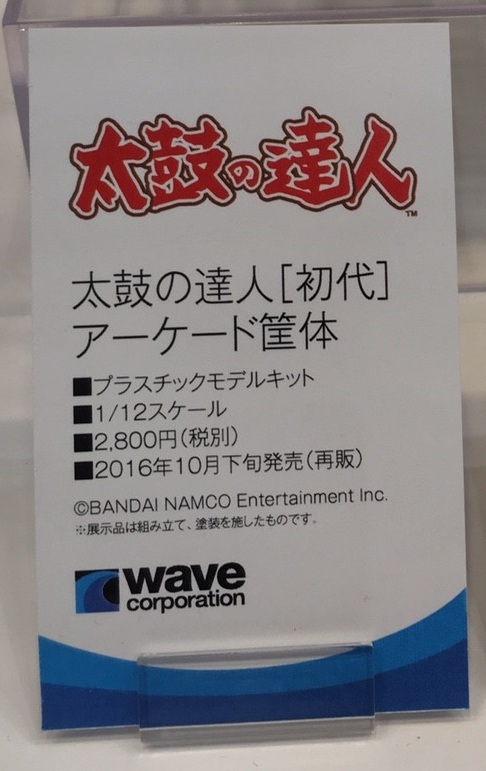 太鼓の達人™
太鼓の達人[初代]
アーケード筐体
■プラスチックモデルキット
■1/12スケール
■2,800円(税別)
■2016年10月下旬発売(再販)
©BANDAI NAMCO Entertainment Inc.
※展示品は組み立て、塗装を施したものです。
wave
corporation